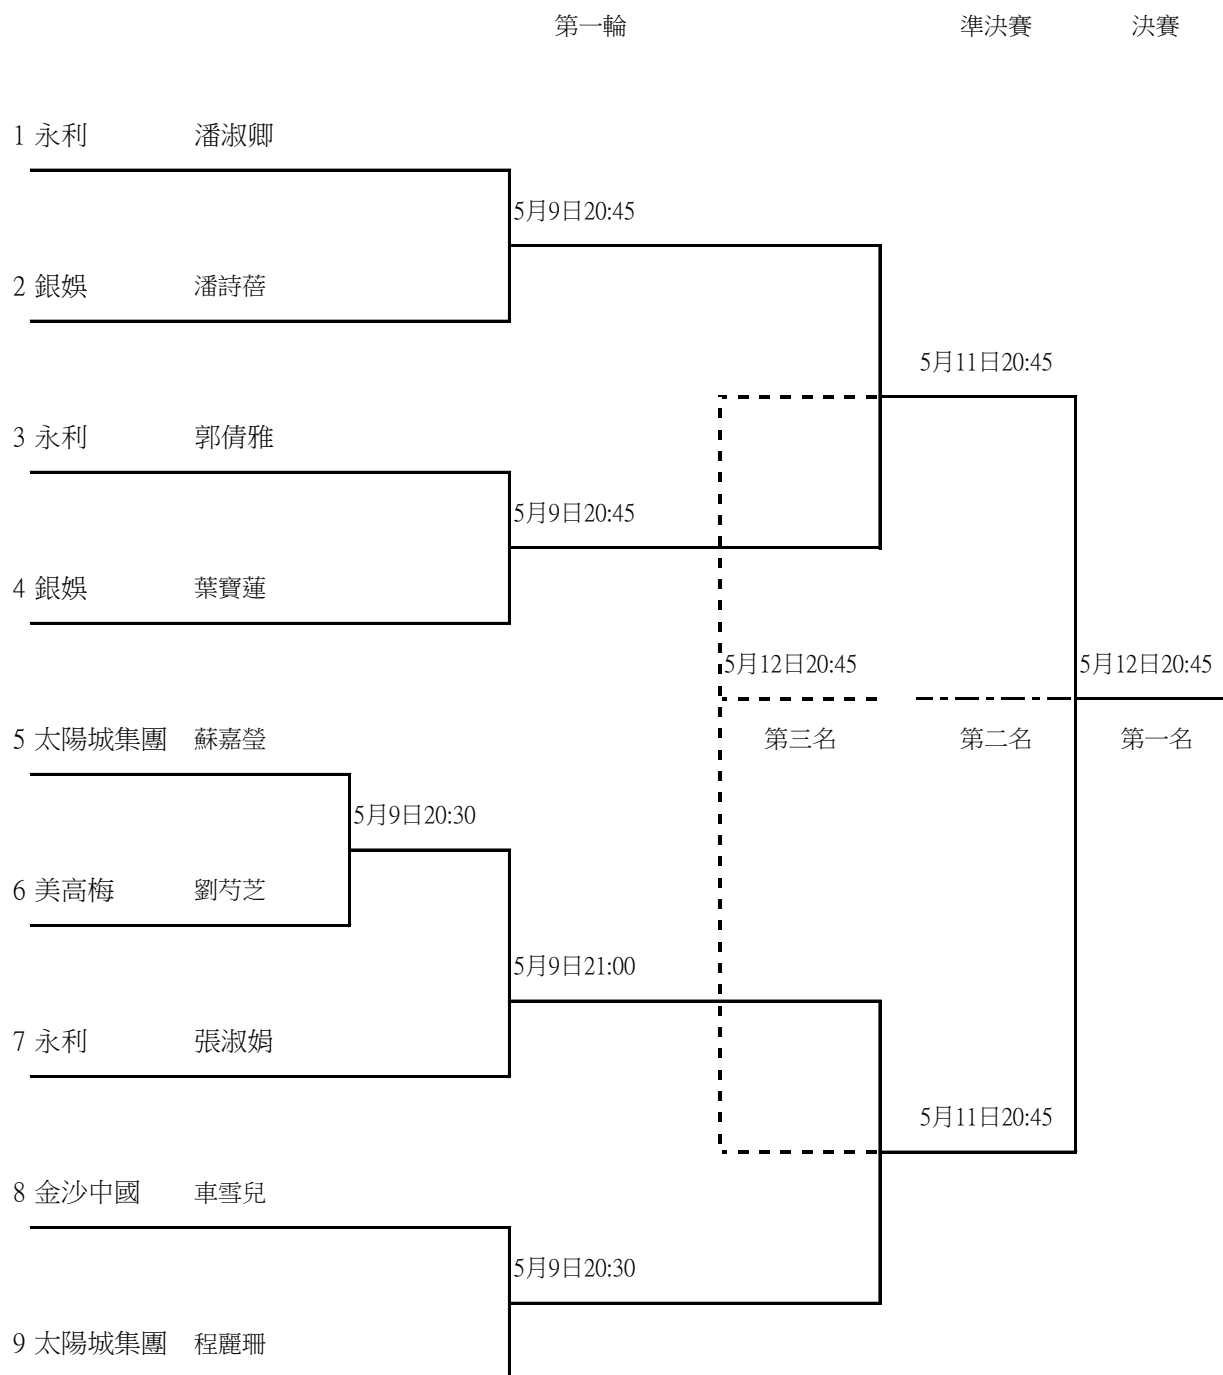 第一輪 準決賽 決賽
1 永利 潘淑卿
5月9日20:45
2 銀娛 潘詩蓓
5月11日20:45
3 永利 郭倩雅
5月9日20:45
4 銀娛 葉寶蓮
5月12日20:45 5月12日20:45
5 太陽城集團 蘇嘉瑩 第三名 第二名 第一名
5月9日20:30
6 美高梅 劉芍芝
5月9日21:00
7 永利 張淑娟
5月11日20:45
8 金沙中國 車雪兒
5月9日20:30
9 太陽城集團 程麗珊